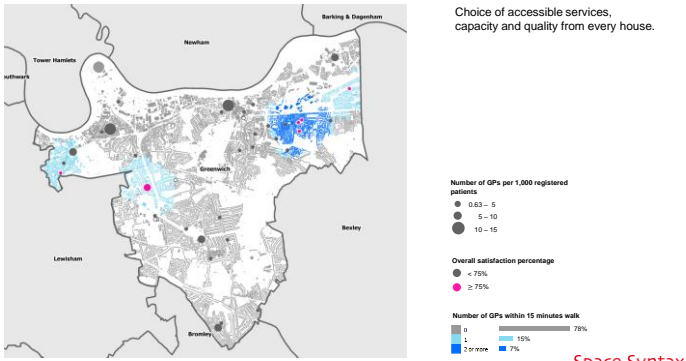 Barking & Dagenham
Newham
Tower Hamlets
outhwark
Greenwich
Bexley
Lewisham
Bromley
Choice of accessible services,
capacity and quality from every house.
Number of GPs per 1,000 registered
patients
0.63 – 5
5 – 10
10 – 15
Overall satisfaction percentage
< 75%
≥ 75%
Number of GPs within 15 minutes walk
0 78%
1 15%
2 or more 7%
Space Syntax